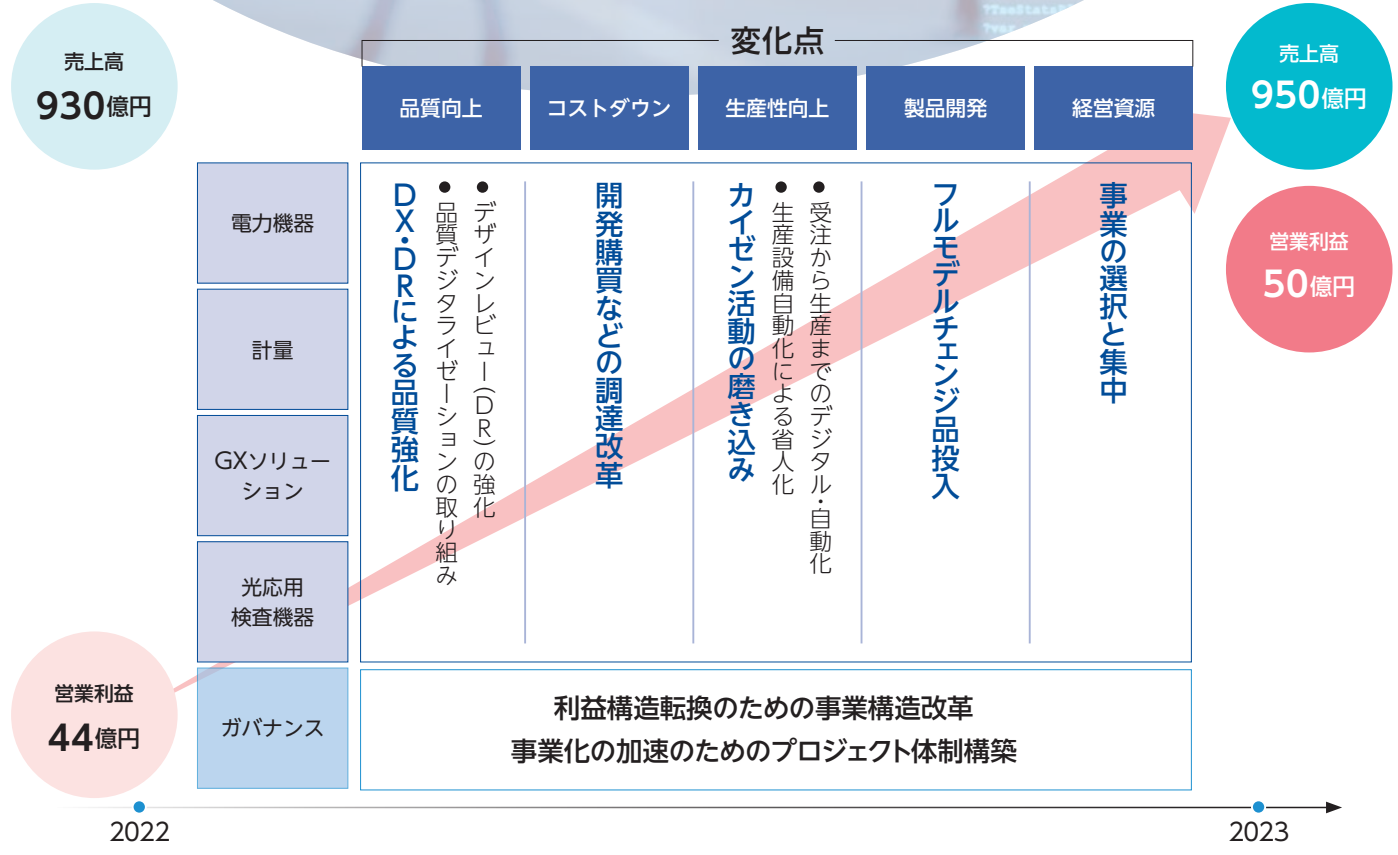 ?TooStata
?ver
変化点
売上高
930億円
売上高
950億円
品質向上
コストダウン
生産性向上
製品開発
経営資源
電力機器
計量
GXソリュー
ション
光応用
検査機器
ガバナンス
DX・DRによる品質強化
● デザインレビュー(DR)の強化
● 品質デジタライゼーションの取り組み
開発購買などの調達改革
カイゼン活動の磨き込み
● 受注から生産までのデジタル・自動化
● 生産設備自動化による省人化
フルモデルチェンジ品投入
事業の選択と集中
営業利益
50億円
営業利益
44億円
利益構造転換のための事業構造改革
事業化の加速のためのプロジェクト体制構築
2022
2023